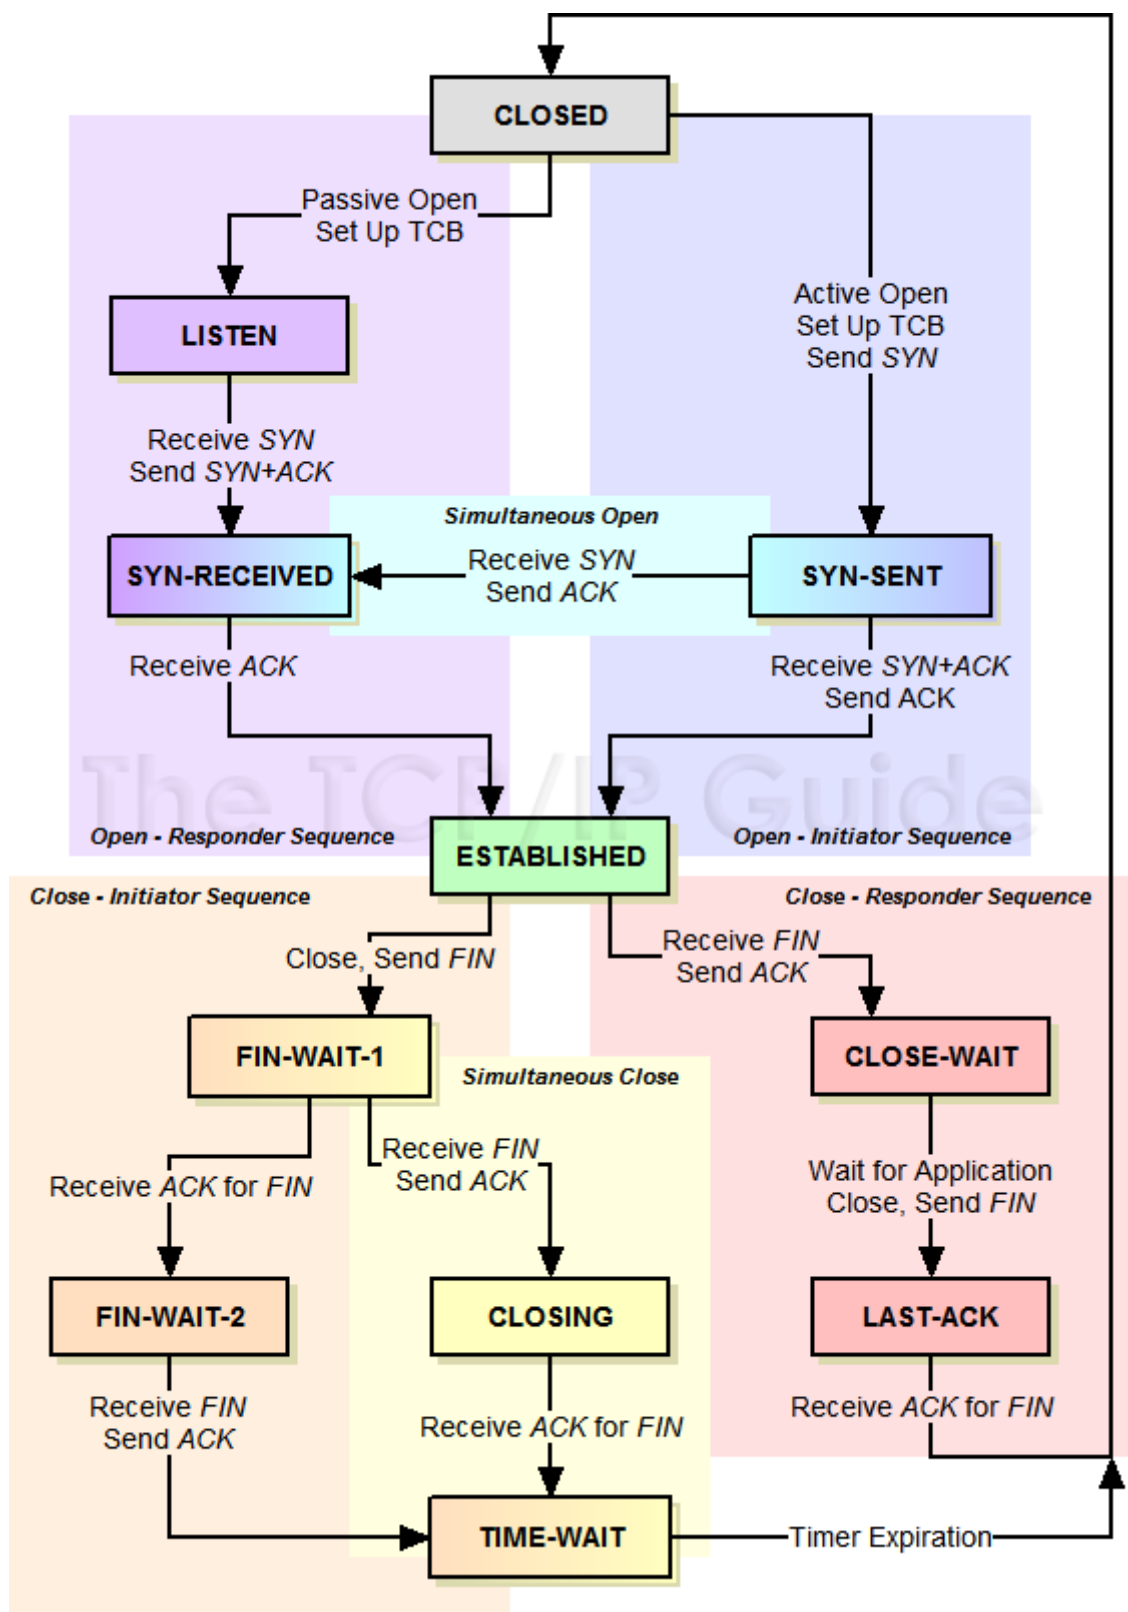 CLOSED
Passive Open
Set Up TCB
Active Open
Set Up TCB
Send SYN
LISTEN
Receive SYN
Send SYN+ACK
Simultaneous Open
SYN-RECEIVED
Receive SYN
Send ACK
SYN-SENT
Receive ACK
Receive SYN+ACK
Send ACK
The TCP/IP Guide
Open - Responder Sequence
Open - Initiator Sequence
ESTABLISHED
Close - Initiator Sequence
Close - Responder Sequence
Close, Send FIN
Receive FIN
Send ACK
FIN-WAIT-1
CLOSE-WAIT
Simultaneous Close
Receive FIN
Send ACK
Receive ACK for FIN
Wait for Application
Close, Send FIN
FIN-WAIT-2
CLOSING
LAST-ACK
Receive FIN
Send ACK
Receive ACK for FIN
Receive ACK for FIN
TIME-WAIT
Timer Expiration